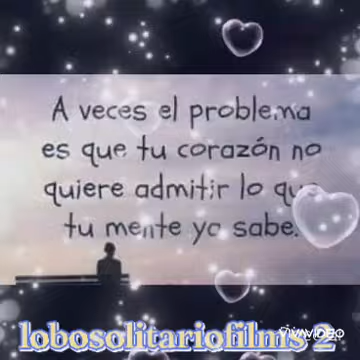 A veces el problema
es que tu corazón no
quiere admitir lo que
tu mente ya sabe.
VIVAVIDEO
lobosolitariofilms 2